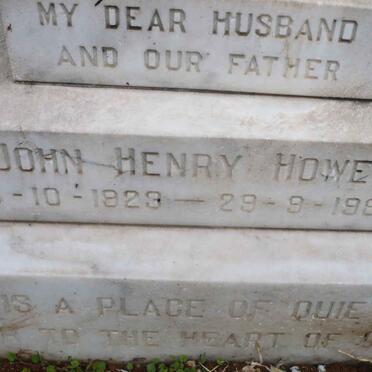 MY DEAR HUSBAND
AND OUR FATHER
JOHN HENRY HOWE
-10-1923 — 29-9-198
IS A PLACE OF QUIE
TO THE HEART OF